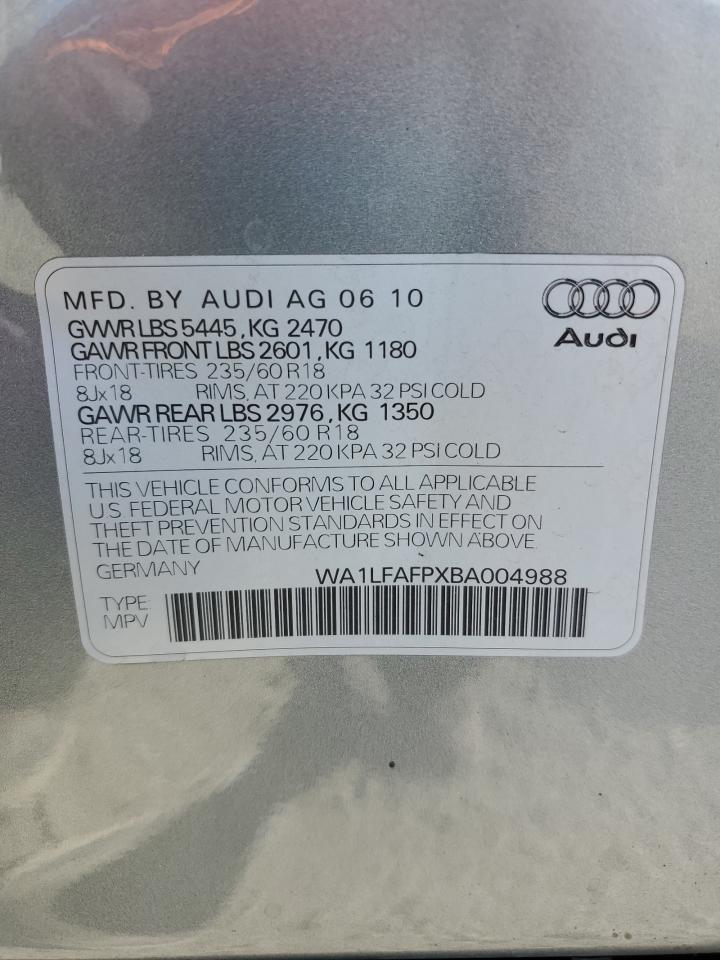 MFD. BY AUDI AG 06 10
Audi
GVWR LBS 5445, KG 2470
GAWR FRONT LBS 2601, KG 1180
FRONT-TIRES 235/60 R18
8Jx18 RIMS, AT 220 KPA 32 PSI COLD
GAWR REAR LBS 2976, KG 1350
REAR-TIRES 235/60 R18
8Jx18 RIMS, AT 220 KPA 32 PSI COLD
THIS VEHICLE CONFORMS TO ALL APPLICABLE
U.S. FEDERAL MOTOR VEHICLE SAFETY AND
THEFT PREVENTION STANDARDS IN EFFECT ON
THE DATE OF MANUFACTURE SHOWN ABOVE.
GERMANY WA1LFAFPXBA004988
TYPE:
MPV